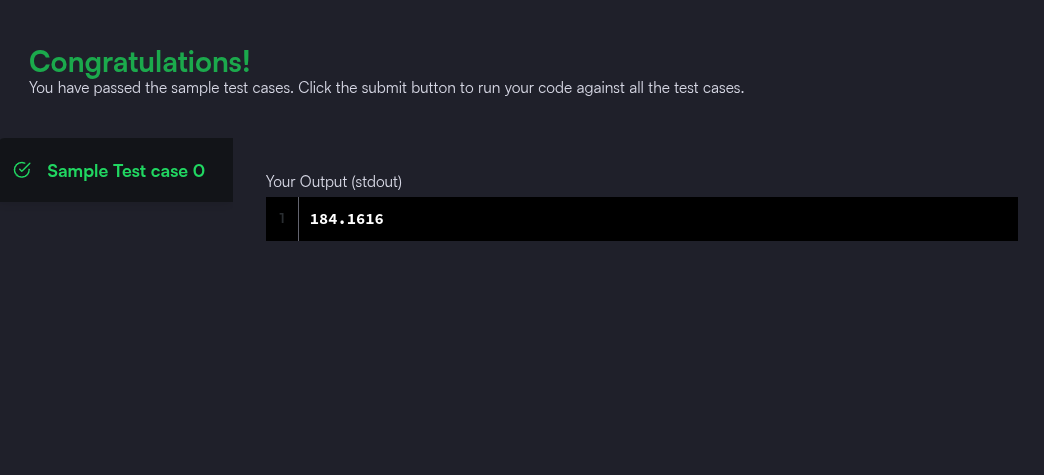 Congratulations!
You have passed the sample test cases. Click the submit button to run your code against all the test cases.
Sample Test case 0
Your Output (stdout)
1 184.1616